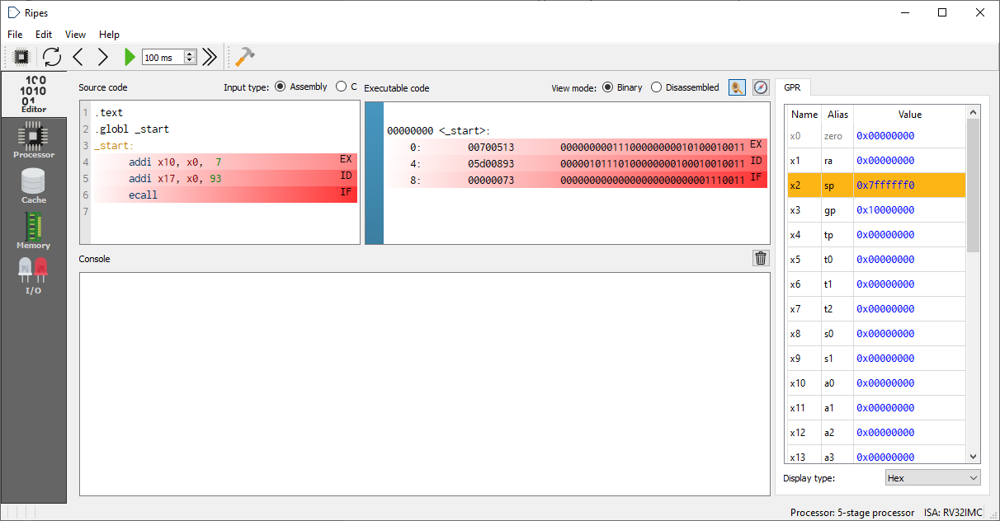 Ripes
File Edit View Help
100 ms
100
1010
01
Editor
Processor
Cache
Memory
I/O
Source code
Input type: Assembly C
1 .text
2 .globl _start
3 _start:
4 addi x10, x0, 7 EX
5 addi x17, x0, 93 ID
6 ecall IF
7
Executable code
View mode: Binary Disassembled
00000000 <_start>:
0: 00700513 00000000011100000000010100010011 EX
4: 05d00893 00000101110100000000100010010011 ID
8: 00000073 00000000000000000000000001110011 IF
Console
GPR
Name Alias Value
x0 zero 0x00000000
x1 ra 0x00000000
x2 sp 0x7ffffff0
x3 gp 0x10000000
x4 tp 0x00000000
x5 t0 0x00000000
x6 t1 0x00000000
x7 t2 0x00000000
x8 s0 0x00000000
x9 s1 0x00000000
x10 a0 0x00000000
x11 a1 0x00000000
x12 a2 0x00000000
x13 a3 0x00000000
Display type: Hex
Processor: 5-stage processor ISA: RV32IMC